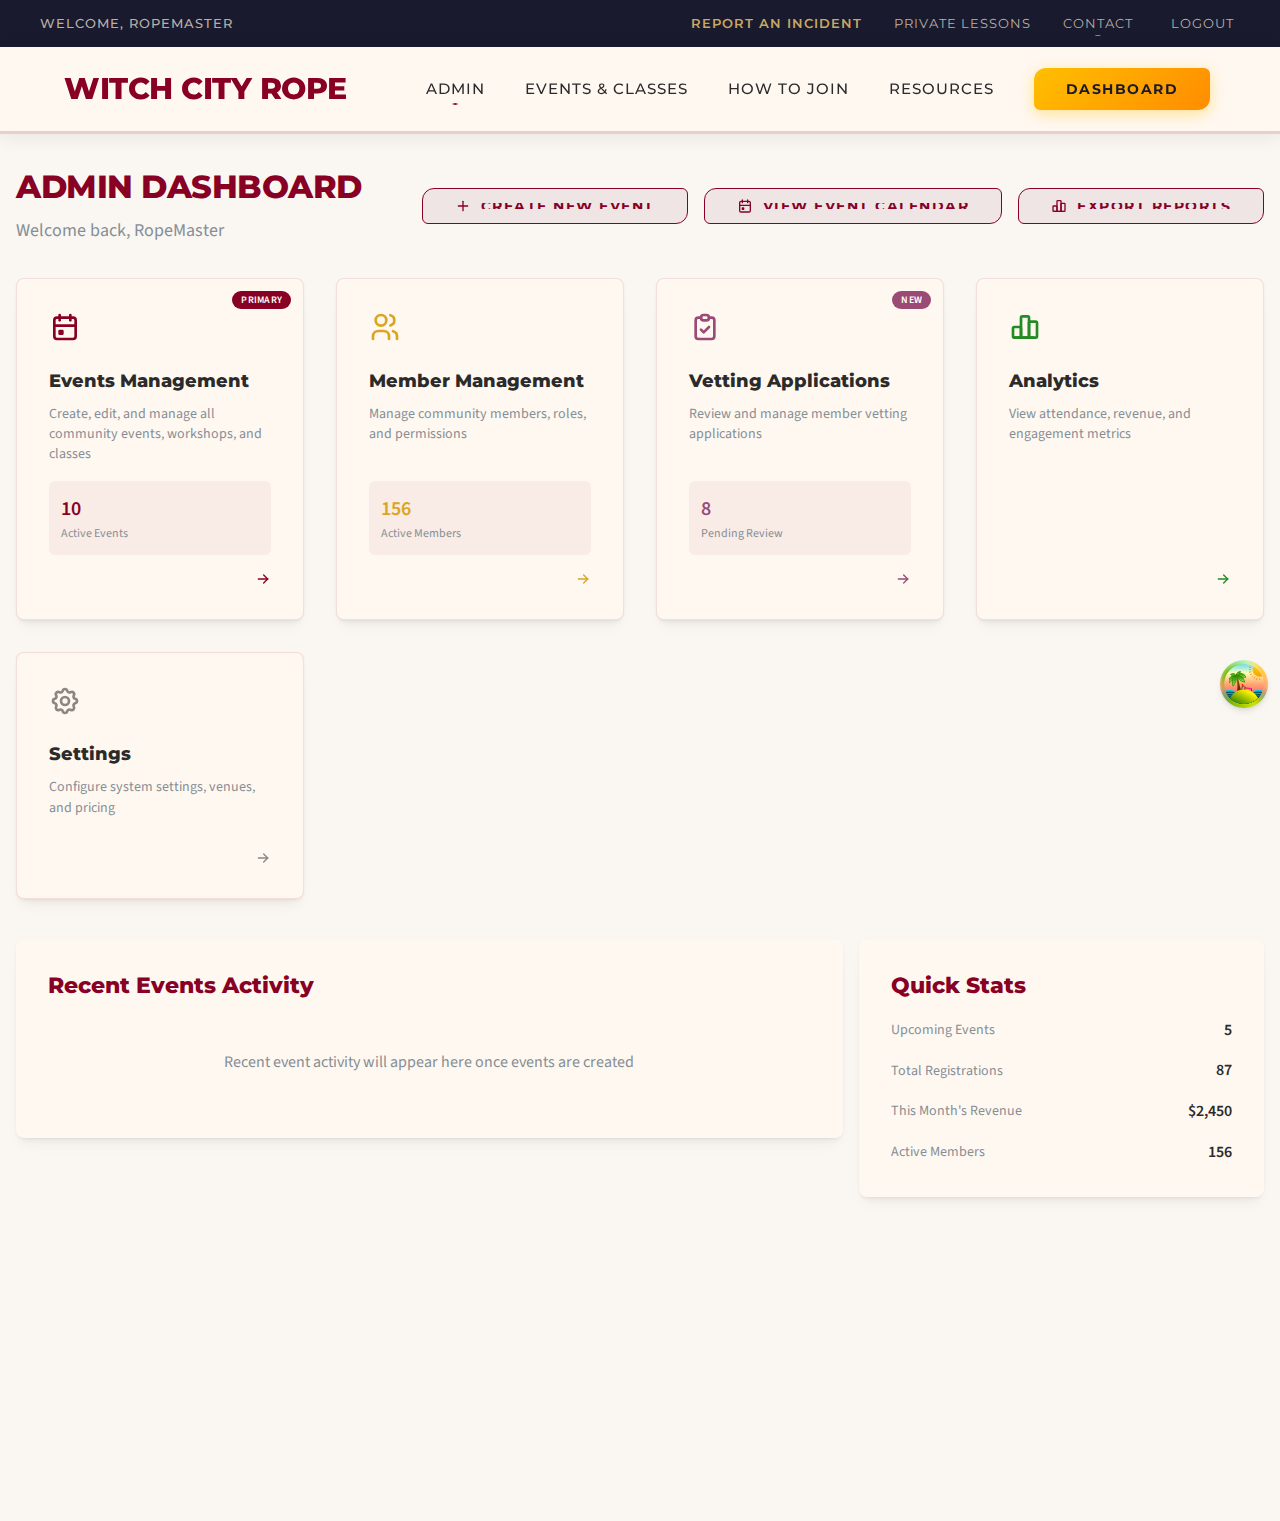 WELCOME, ROPEMASTER
REPORT AN INCIDENT
PRIVATE LESSONS
CONTACT
LOGOUT
WITCH CITY ROPE
ADMIN
EVENTS & CLASSES
HOW TO JOIN
RESOURCES
DASHBOARD
ADMIN DASHBOARD
Welcome back, RopeMaster
CREATE NEW EVENT
VIEW EVENT CALENDAR
EXPORT REPORTS
PRIMARY
Events Management
Create, edit, and manage all
community events, workshops, and
classes
10
Active Events
Member Management
Manage community members, roles,
and permissions
156
Active Members
NEW
Vetting Applications
Review and manage member vetting
applications
8
Pending Review
Analytics
View attendance, revenue, and
engagement metrics
Settings
Configure system settings, venues,
and pricing
Recent Events Activity
Recent event activity will appear here once events are created
Quick Stats
Upcoming Events 5
Total Registrations 87
This Month's Revenue $2,450
Active Members 156